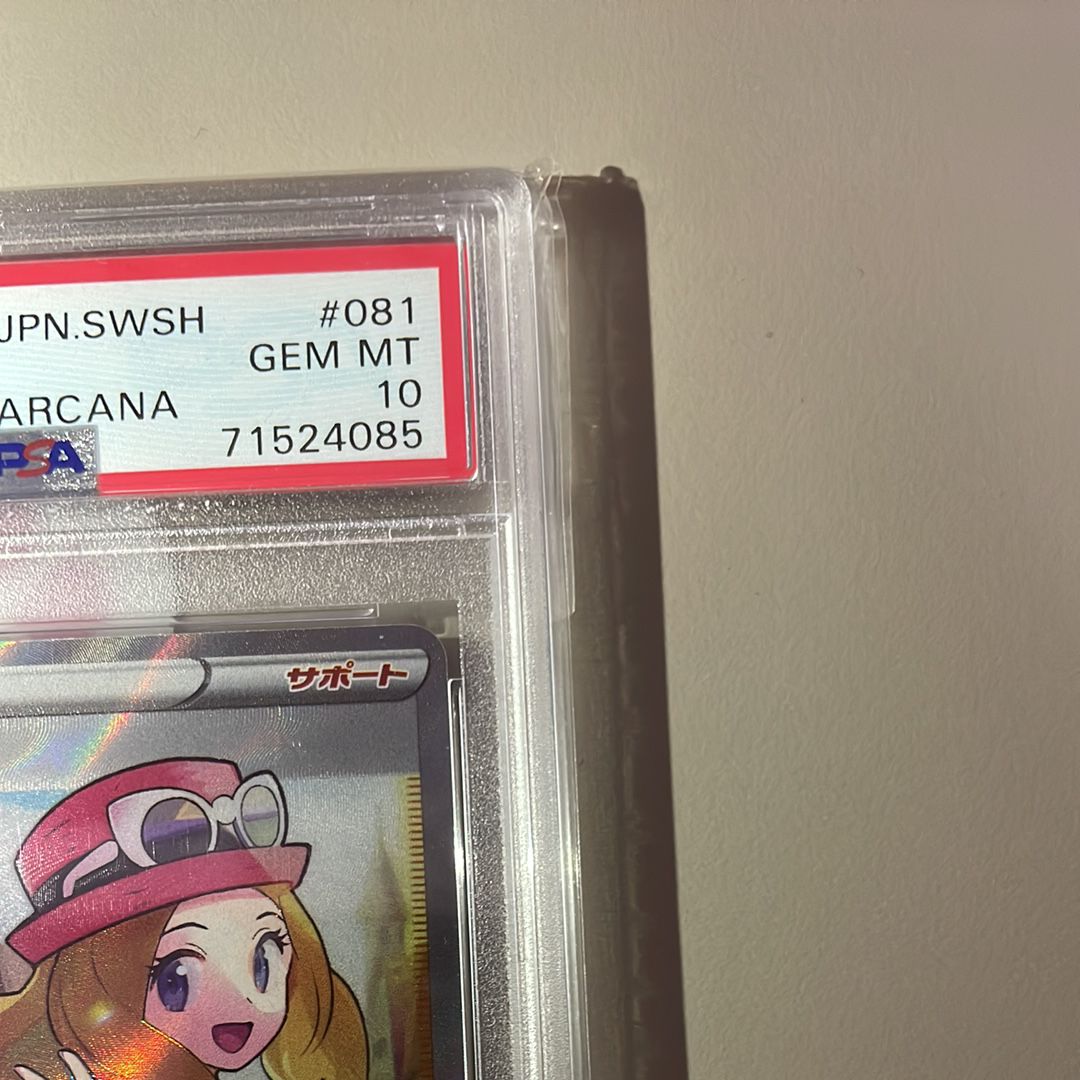 JPN.SWSH #081
GEM MT
ARCANA 10
PSA 71524085
サポート